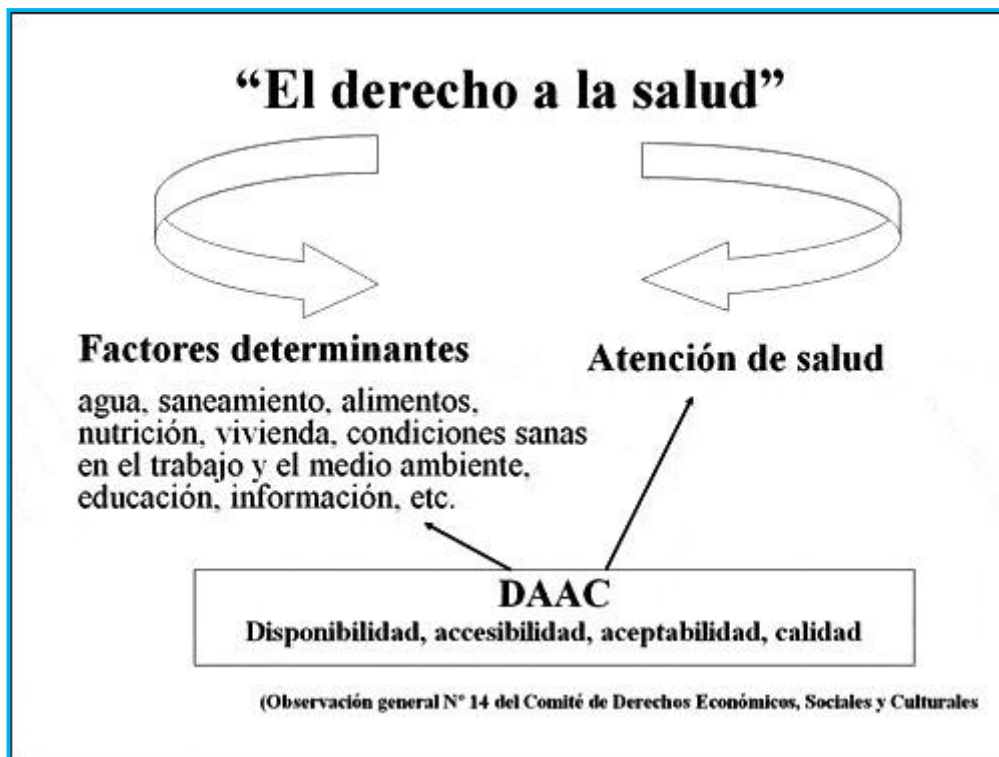 “El derecho a la salud”
Factores determinantes
agua, saneamiento, alimentos,
nutrición, vivienda, condiciones sanas
en el trabajo y el medio ambiente,
educación, información, etc.
Atención de salud
DAAC
Disponibilidad, accesibilidad, aceptabilidad, calidad
(Observación general Nº 14 del Comité de Derechos Económicos, Sociales y Culturales